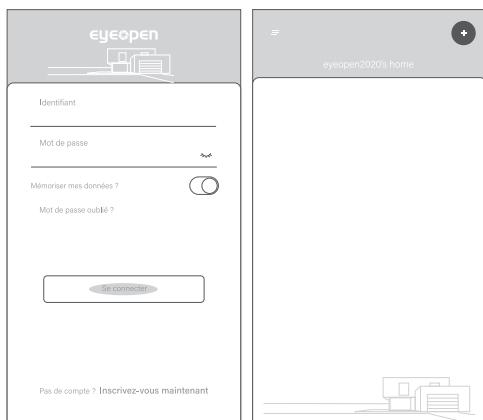 eyeopen
Identifiant
Mot de passe
Mémoriser mes données ?
Mot de passe oublié ?
Se connecter
Pas de compte ? Inscrivez-vous maintenant
eyeopen2020's home